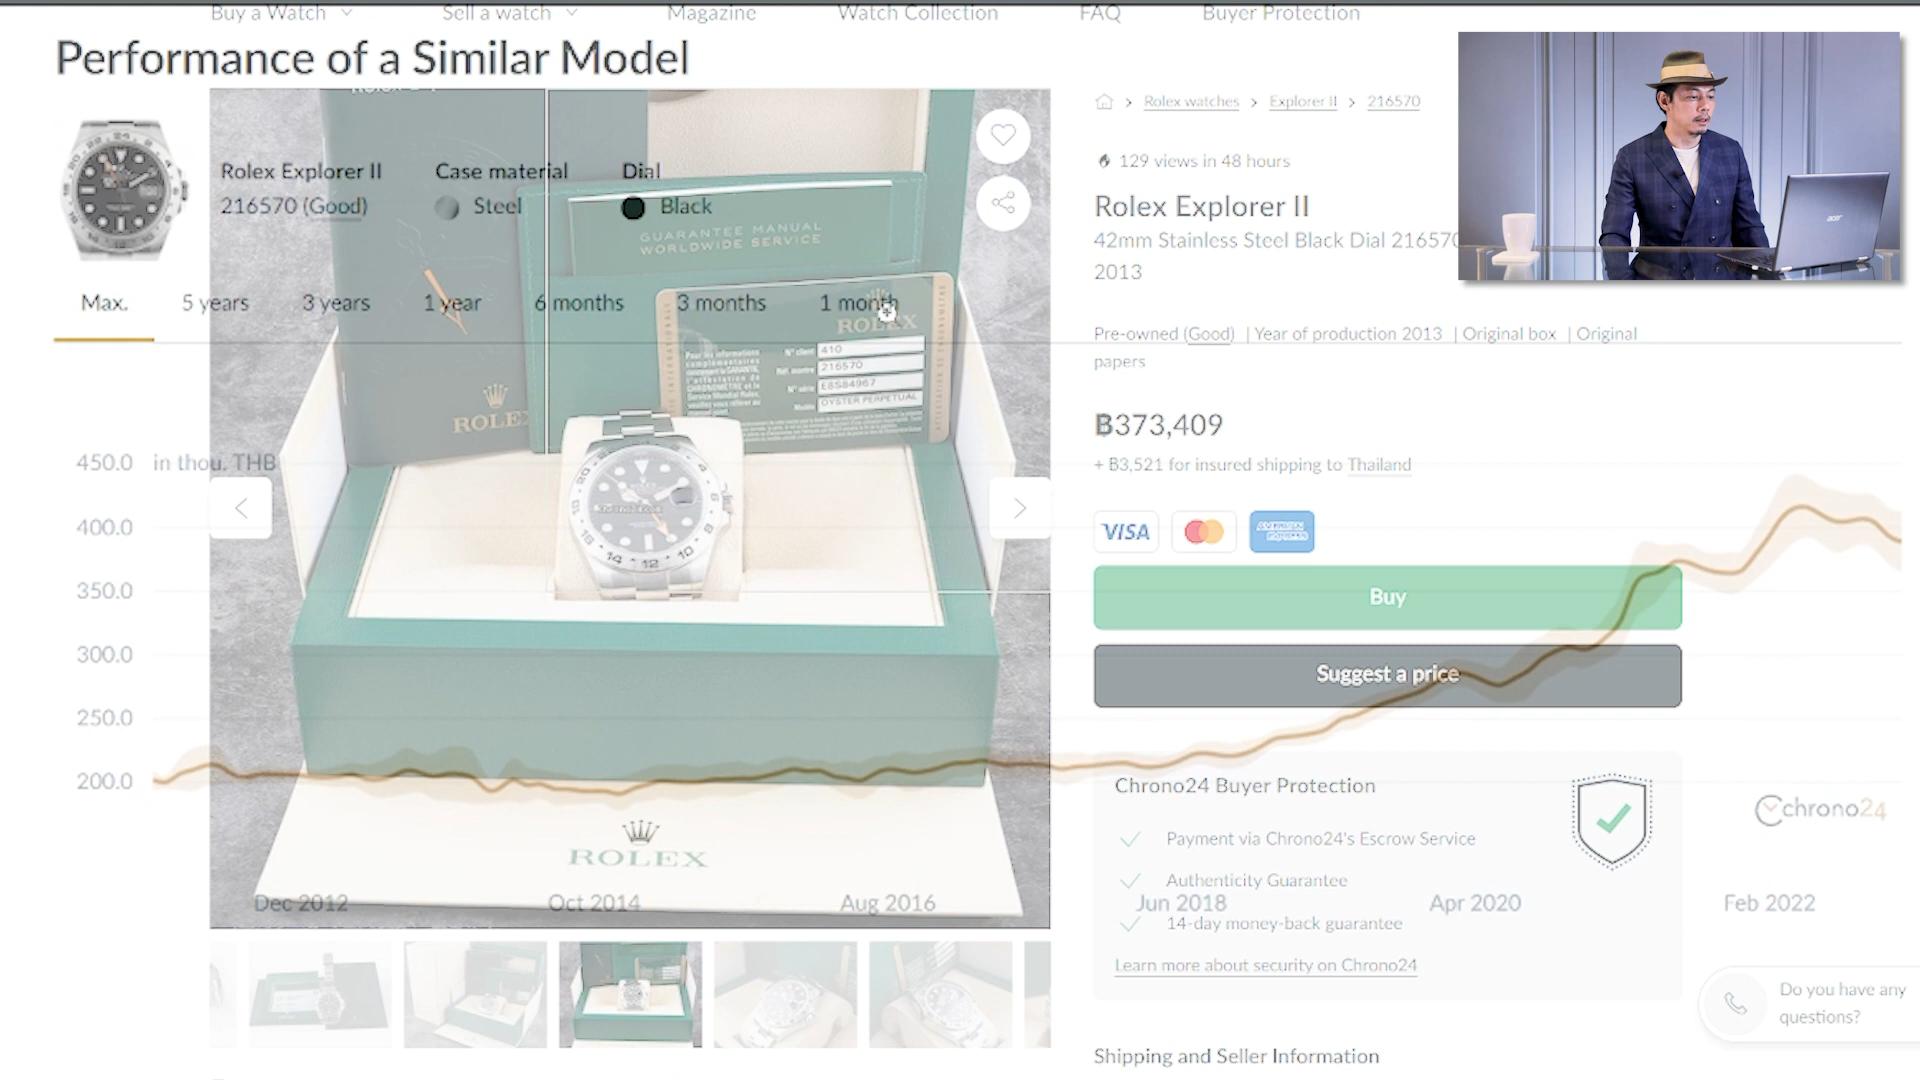 Buy a Watch
Sell a watch
Magazine
Watch Collection
FAQ
Buyer Protection
Performance of a Similar Model
Rolex Explorer II
216570 (Good)
Case material
Steel
Dial
Black
Max.
5 years
3 years
1 year
6 months
3 months
1 month
in thou. THB
450.0
400.0
350.0
300.0
250.0
200.0
Dec 2012
Oct 2014
Aug 2016
Jun 2018
Apr 2020
Feb 2022
GUARANTEE MANUAL
WORLDWIDE SERVICE
ROLEX
410
216570
E8S84967
OYSTER PERPETUAL
ROLEX
ROLEX
Rolex watches > Explorer II > 216570
129 views in 48 hours
Rolex Explorer II
42mm Stainless Steel Black Dial 216570
2013
Pre-owned (Good) | Year of production 2013 | Original box | Original
papers
฿373,409
+ ฿3,521 for insured shipping to Thailand
VISA
AMERICAN
EXPRESS
Buy
Suggest a price
Chrono24 Buyer Protection
Payment via Chrono24's Escrow Service
Authenticity Guarantee
14-day money-back guarantee
Learn more about security on Chrono24
Shipping and Seller Information
chrono24
Do you have any
questions?
acer